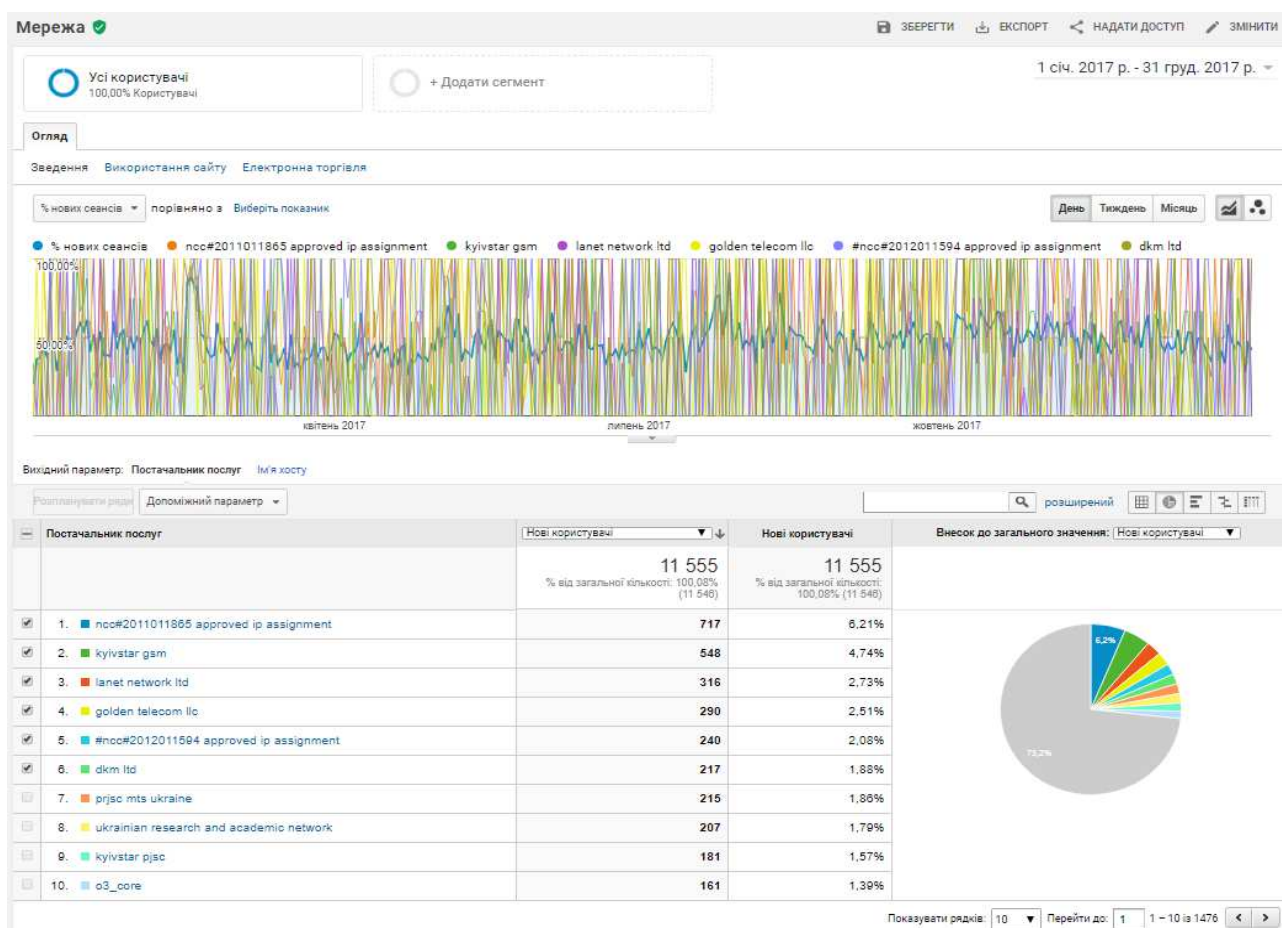 Мережа
ЗБЕРЕГТИ ЕКСПОРТ НАДАТИ ДОСТУП ЗМІНИТИ
Усі користувачі
100,00% Користувачі
+ Додати сегмент
1 січ. 2017 р. - 31 груд. 2017 р.
Огляд
Зведення Використання сайту Електронна торгівля
% нових сеансів порівняно з Виберіть показник
День Тиждень Місяць
% нових сеансів ncc#2011011865 approved ip assignment kyivstar gsm lanet network ltd golden telecom llc #ncc#2012011594 approved ip assignment dkm ltd
100,00%
50,00%
квітень 2017 липень 2017 жовтень 2017
Вихідний параметр: Постачальник послуг Ім'я хосту
Розпланувати ряди Допоміжний параметр розширений
Постачальник послуг Нові користувачі Нові користувачі Внесок до загального значення: Нові користувачі
11 555 11 555
% від загальної кількості: 100,08% (11 546) % від загальної кількості: 100,08% (11 546)
1. ncc#2011011865 approved ip assignment 717 6,21%
2. kyivstar gsm 548 4,74%
3. lanet network ltd 316 2,73%
4. golden telecom llc 290 2,51%
5. #ncc#2012011594 approved ip assignment 240 2,08%
6. dkm ltd 217 1,88%
7. prjsc mts ukraine 215 1,86%
8. ukrainian research and academic network 207 1,79%
9. kyivstar pjsc 181 1,57%
10. o3_core 161 1,39%
6,2%
73,2%
Показувати рядків: 10 Перейти до: 1 1 – 10 із 1476